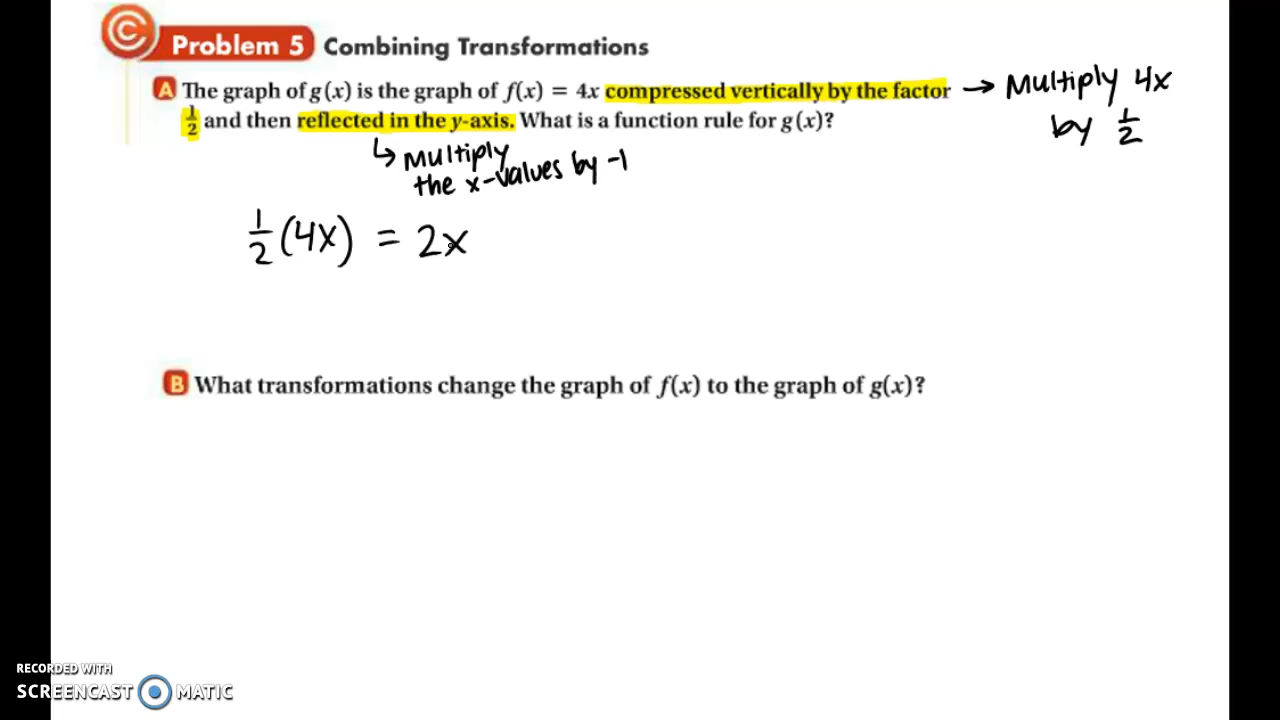 Problem 5 Combining Transformations
A The graph of g(x) is the graph of f(x) = 4x compressed vertically by the factor → Multiply 4x
1/2 and then reflected in the y-axis. What is a function rule for g(x)? by 1/2
↳ Multiply
the x-values by -1
1/2 (4x) = 2x
B What transformations change the graph of f(x) to the graph of g(x)?
RECORDED WITH
SCREENCAST MATIC